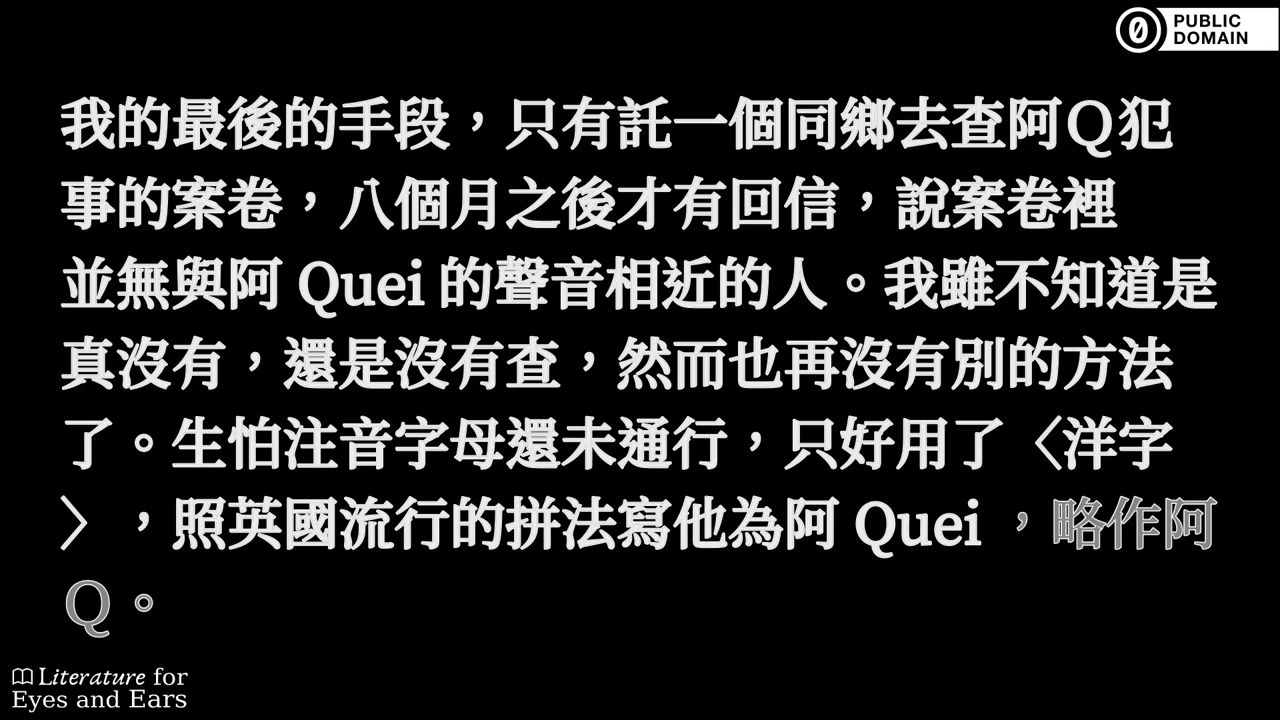 PUBLIC
DOMAIN
我的最後的手段，只有託一個同鄉去查阿Q犯
事的案卷，八個月之後才有回信，說案卷裡
並無與阿 Quei 的聲音相近的人。我雖不知道是
真沒有，還是沒有查，然而也再沒有別的方法
了。生怕注音字母還未通行，只好用了〈洋字
〉，照英國流行的拼法寫他為阿 Quei ，略作阿
Q。
Literature for
Eyes and Ears